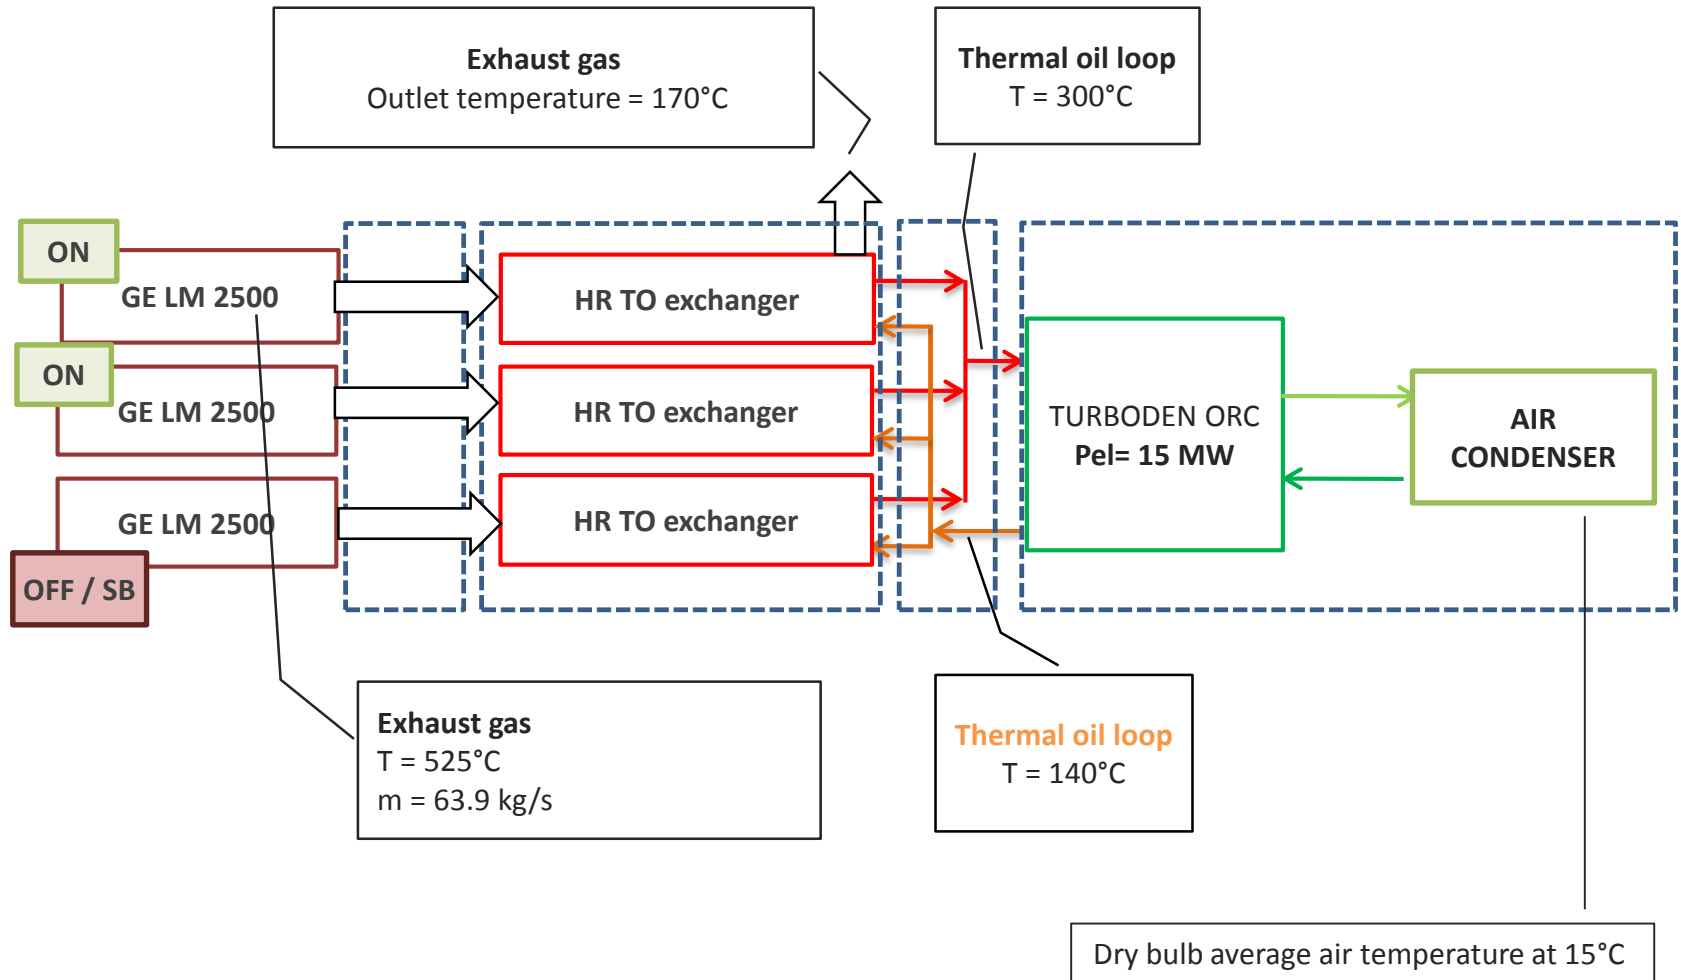 Exhaust gas
Outlet temperature = 170°C
Thermal oil loop
T = 300°C
ON
GE LM 2500
HR TO exchanger
ON
GE LM 2500
HR TO exchanger
GE LM 2500
OFF / SB
HR TO exchanger
TURBODEN ORC
Pel= 15 MW
AIR
CONDENSER
Exhaust gas
T = 525°C
m = 63.9 kg/s
Thermal oil loop
T = 140°C
Dry bulb average air temperature at 15°C